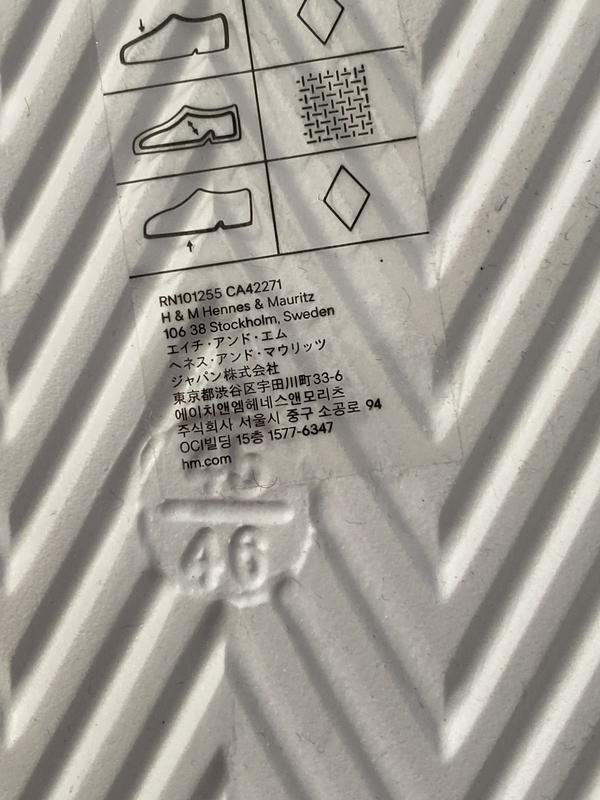 RN101255 CA42271
H & M Hennes & Mauritz
106 38 Stockholm, Sweden
エイチ・アンド・エム
ヘネス・アンド・マウリッツ
ジャパン株式会社
東京都渋谷区宇田川町33-6
에이치앤엠헤네스앤모리츠
주식회사 서울시 중구 소공로 94
OCI빌딩 15층 1577-6347
hm.com
46